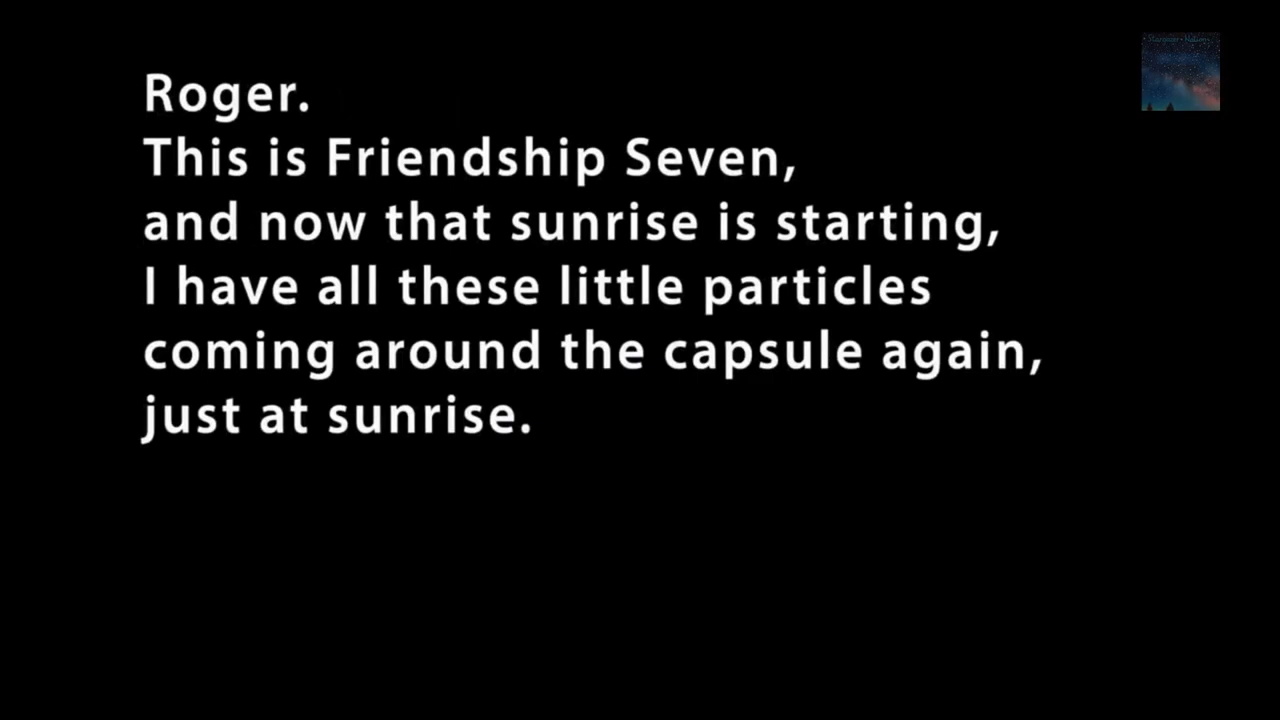 Roger.
This is Friendship Seven,
and now that sunrise is starting,
I have all these little particles
coming around the capsule again,
just at sunrise.